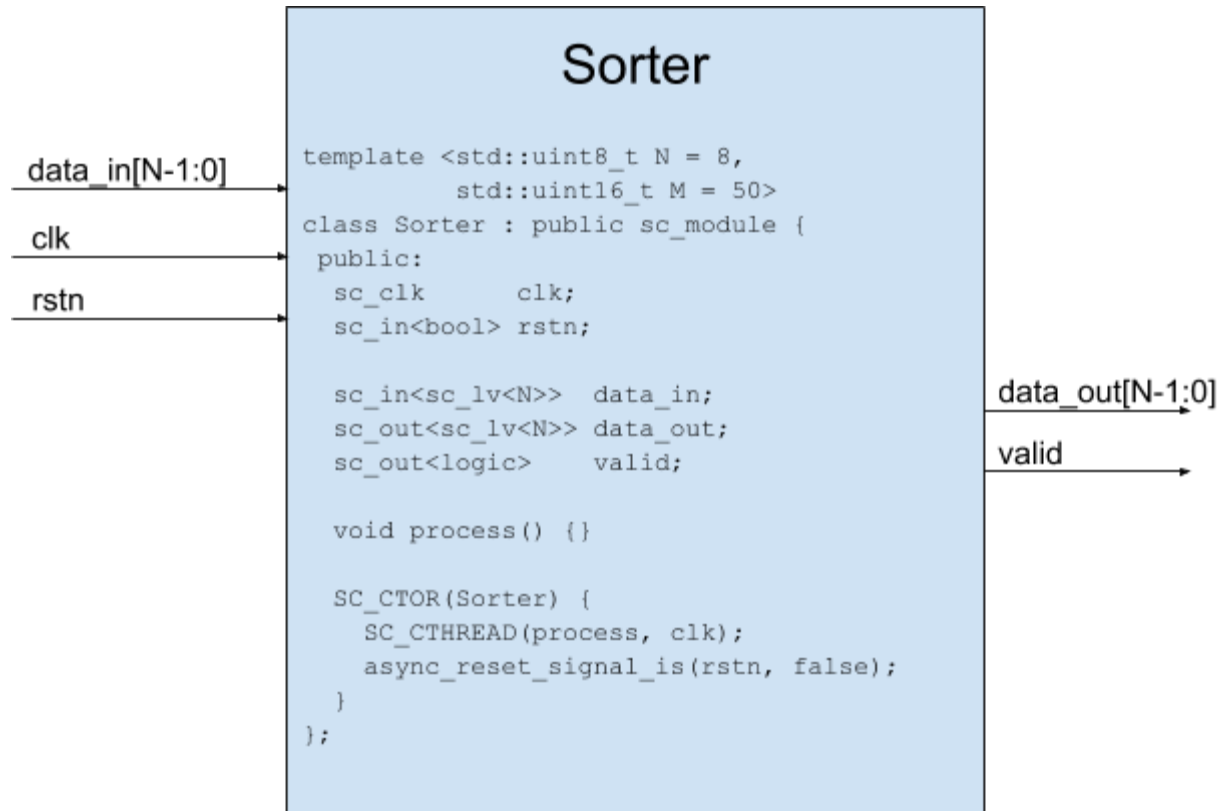 Sorter
data_in[N-1:0]
clk
rstn
template <std::uint8_t N = 8,
          std::uint16_t M = 50>
class Sorter : public sc_module {
 public:
  sc_clk      clk;
  sc_in<bool> rstn;

  sc_in<sc_lv<N>>  data_in;
  sc_out<sc_lv<N>> data_out;
  sc_out<logic>    valid;

  void process() {}

  SC_CTOR(Sorter) {
    SC_CTHREAD(process, clk);
    async_reset_signal_is(rstn, false);
  }
};
data_out[N-1:0]
valid